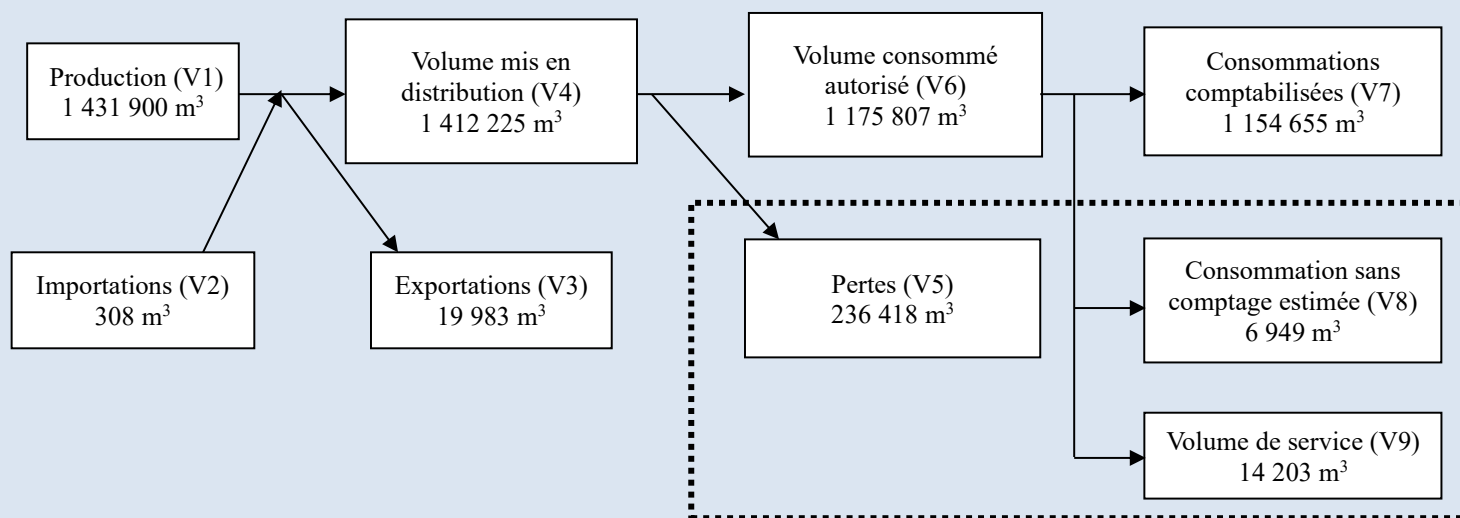 Production (V1)
1 431 900 m³
Volume mis en
distribution (V4)
1 412 225 m³
Volume consommé
autorisé (V6)
1 175 807 m³
Consommations
comptabilisées (V7)
1 154 655 m³
Importations (V2)
308 m³
Exportations (V3)
19 983 m³
Pertes (V5)
236 418 m³
Consommation sans
comptage estimée (V8)
6 949 m³
Volume de service (V9)
14 203 m³